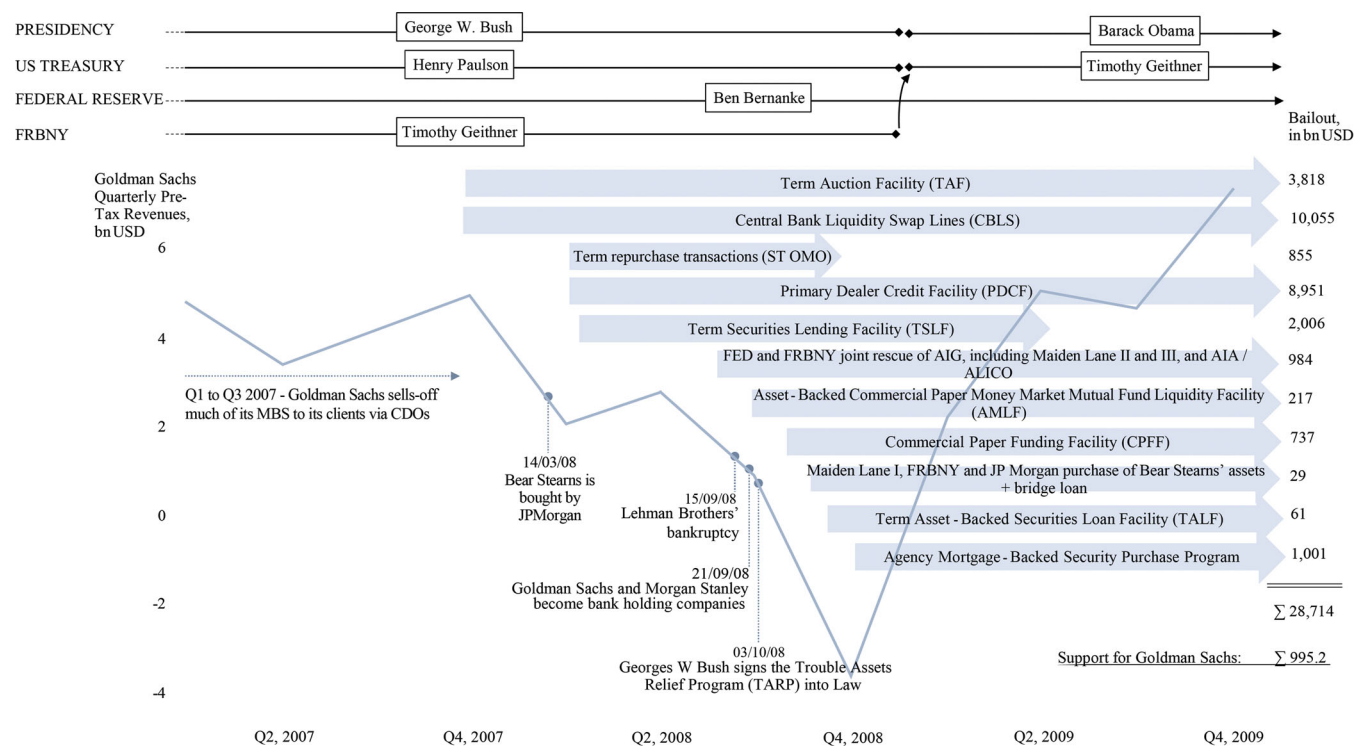 PRESIDENCY
George W. Bush
Barack Obama
US TREASURY
Henry Paulson
Timothy Geithner
FEDERAL RESERVE
Ben Bernanke
FRBNY
Timothy Geithner
Bailout,
in bn USD
Goldman Sachs
Quarterly Pre-
Tax Revenues,
bn USD
Term Auction Facility (TAF)
3,818
Central Bank Liquidity Swap Lines (CBLS)
10,055
6
Term repurchase transactions (ST OMO)
855
Primary Dealer Credit Facility (PDCF)
8,951
Term Securities Lending Facility (TSLF)
2,006
4
FED and FRBNY joint rescue of AIG, including Maiden Lane II and III, and AIA /
ALICO
984
Q1 to Q3 2007 - Goldman Sachs sells-off
much of its MBS to its clients via CDOs
Asset - Backed Commercial Paper Money Market Mutual Fund Liquidity Facility
(AMLF)
217
2
Commercial Paper Funding Facility (CPFF)
737
14/03/08
Bear Stearns is
bought by
JPMorgan
Maiden Lane I, FRBNY and JP Morgan purchase of Bear Stearns' assets
+ bridge loan
29
15/09/08
Lehman Brothers'
bankruptcy
0
Term Asset - Backed Securities Loan Facility (TALF)
61
Agency Mortgage - Backed Security Purchase Program
1,001
21/09/08
Goldman Sachs and Morgan Stanley
become bank holding companies
-2
∑ 28,714
03/10/08
Georges W Bush signs the Trouble Assets
Relief Program (TARP) into Law
Support for Goldman Sachs:
∑ 995.2
-4
Q2, 2007
Q4, 2007
Q2, 2008
Q4, 2008
Q2, 2009
Q4, 2009